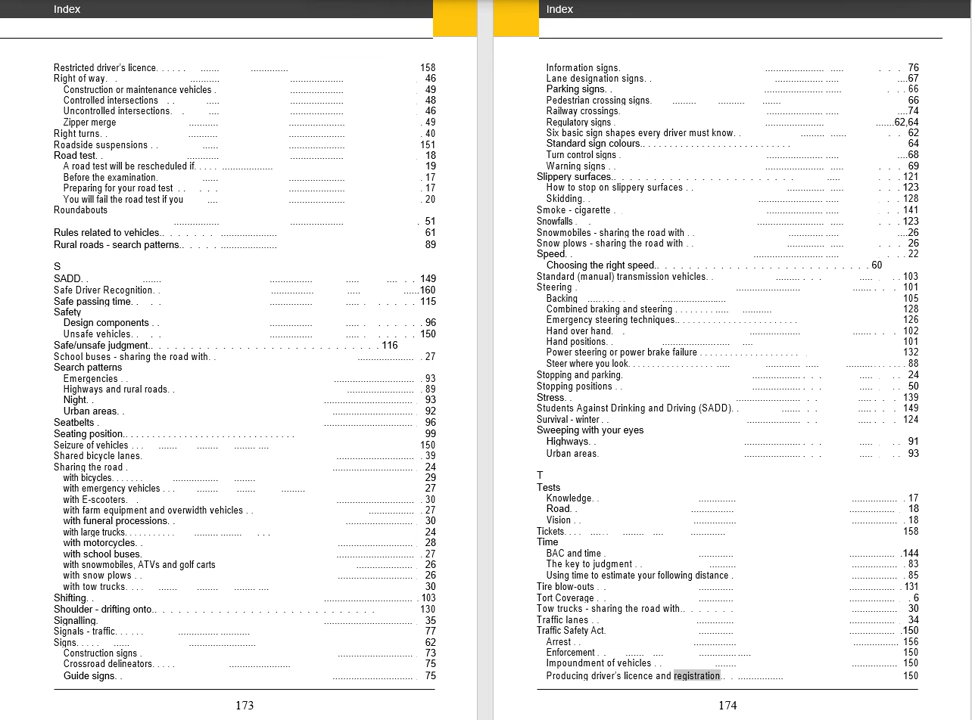 Index
Restricted driver's licence. 158
Right of way. 46
Construction or maintenance vehicles. 49
Controlled intersections 48
Uncontrolled intersections. 46
Zipper merge 49
Right turns. 40
Roadside suspensions 151
Road test. 18
A road test will be rescheduled if. 19
Before the examination. 17
Preparing for your road test 17
You will fail the road test if you 20
Roundabouts
51
Rules related to vehicles. 61
Rural roads - search patterns. 89
S
SADD. 149
Safe Driver Recognition. 160
Safe passing time. 115
Safety
Design components 96
Unsafe vehicles. 150
Safe/unsafe judgment. 116
School buses - sharing the road with. 27
Search patterns
Emergencies 93
Highways and rural roads. 89
Night. 93
Urban areas. 92
Seatbelts 96
Seating position. 99
Seizure of vehicles 150
Shared bicycle lanes. 39
Sharing the road 24
with bicycles. 29
with emergency vehicles 27
with E-scooters. 30
with farm equipment and overwidth vehicles 27
with funeral processions. 30
with large trucks. 24
with motorcycles. 28
with school buses. 27
with snowmobiles, ATVs and golf carts 26
with snow plows 26
with tow trucks. 30
Shifting. 103
Shoulder - drifting onto. 130
Signalling. 35
Signals - traffic. 77
Signs. 62
Construction signs 73
Crossroad delineators. 75
Guide signs. 75
173
Index
Information signs. 76
Lane designation signs. 67
Parking signs. 66
Pedestrian crossing signs. 66
Railway crossings. 74
Regulatory signs 62,64
Six basic sign shapes every driver must know. 62
Standard sign colours. 64
Turn control signs 68
Warning signs 69
Slippery surfaces. 121
How to stop on slippery surfaces 123
Skidding. 128
Smoke - cigarette 141
Snowfalls 123
Snowmobiles - sharing the road with 26
Snow plows - sharing the road with 26
Speed. 22
Choosing the right speed. 60
Standard (manual) transmission vehicles. 103
Steering 101
Backing 105
Combined braking and steering 128
Emergency steering techniques. 126
Hand over hand. 102
Hand positions. 101
Power steering or power brake failure 132
Steer where you look. 88
Stopping and parking. 24
Stopping positions 50
Stress. 139
Students Against Drinking and Driving (SADD). 149
Survival - winter 124
Sweeping with your eyes
Highways. 91
Urban areas. 93
T
Tests
Knowledge. 17
Road. 18
Vision 18
Tickets. 158
Time
BAC and time 144
The key to judgment 83
Using time to estimate your following distance 85
Tire blow-outs 131
Tort Coverage 6
Tow trucks - sharing the road with. 30
Traffic lanes 34
Traffic Safety Act. 150
Arrest 156
Enforcement 150
Impoundment of vehicles 150
Producing driver's licence and registration. 150
174